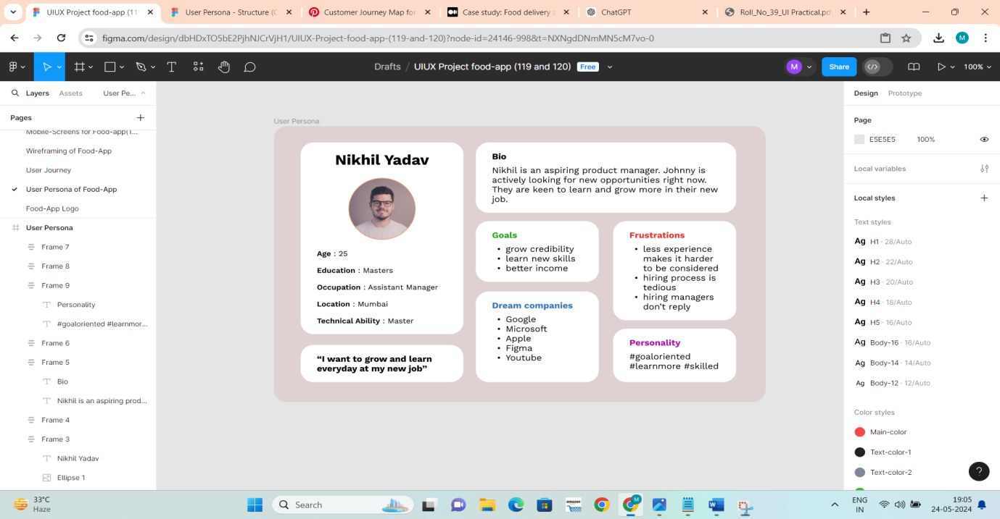 UIUX Project food-app (119
User Persona - Structure (C
Customer Journey Map for
Case study: Food delivery a
ChatGPT
Roll_No_39_UI Practical.pd
figma.com/design/dbHDxTO5bE2PjhNJCrVjH1/UIUX-Project-food-app-(119-and-120)?node-id=24146-998&t=NXNgdDNmMN5cM7vo-0
M
Drafts / UIUX Project food-app (119 and 120) Free
M
Share
100%
Layers Assets User Pe...
Pages
Mobile-Screens for Food-app(1...
Wireframing of Food-App
User Journey
User Persona of Food-App
Food-App Logo
User Persona
Frame 7
Frame 8
Frame 9
Personality
#goaloriented #learnmor...
Frame 6
Frame 5
Bio
Nikhil is an aspiring prod...
Frame 4
Frame 3
Nikhil Yadav
Ellipse 1
User Persona
Nikhil Yadav
Age : 25
Education : Masters
Occupation : Assistant Manager
Location : Mumbai
Technical Ability : Master
“I want to grow and learn
everyday at my new job”
Bio
Nikhil is an aspiring product manager. Johnny is
actively looking for new opportunities right now.
They are keen to learn and grow more in their new
job.
Goals
• grow credibility
• learn new skills
• better income
Dream companies
• Google
• Microsoft
• Apple
• Figma
• Youtube
Frustrations
• less experience
makes it harder
to be considered
• hiring process is
tedious
• hiring managers
don’t reply
Personality
#goaloriented
#learnmore #skilled
Design Prototype
Page
E5E5E5 100%
Local variables
Local styles
Text styles
Ag H1 · 28/Auto
Ag H2 · 22/Auto
Ag H3 · 20/Auto
Ag H4 · 18/Auto
Ag H5 · 16/Auto
Ag Body-16 · 16/Auto
Ag Body-14 · 14/Auto
Ag Body-12 · 12/Auto
Color styles
Main-color
Text-color-1
Text-color-2
?
33°C
Haze
Search
amazon
M
W
ENG
IN
19:05
24-05-2024